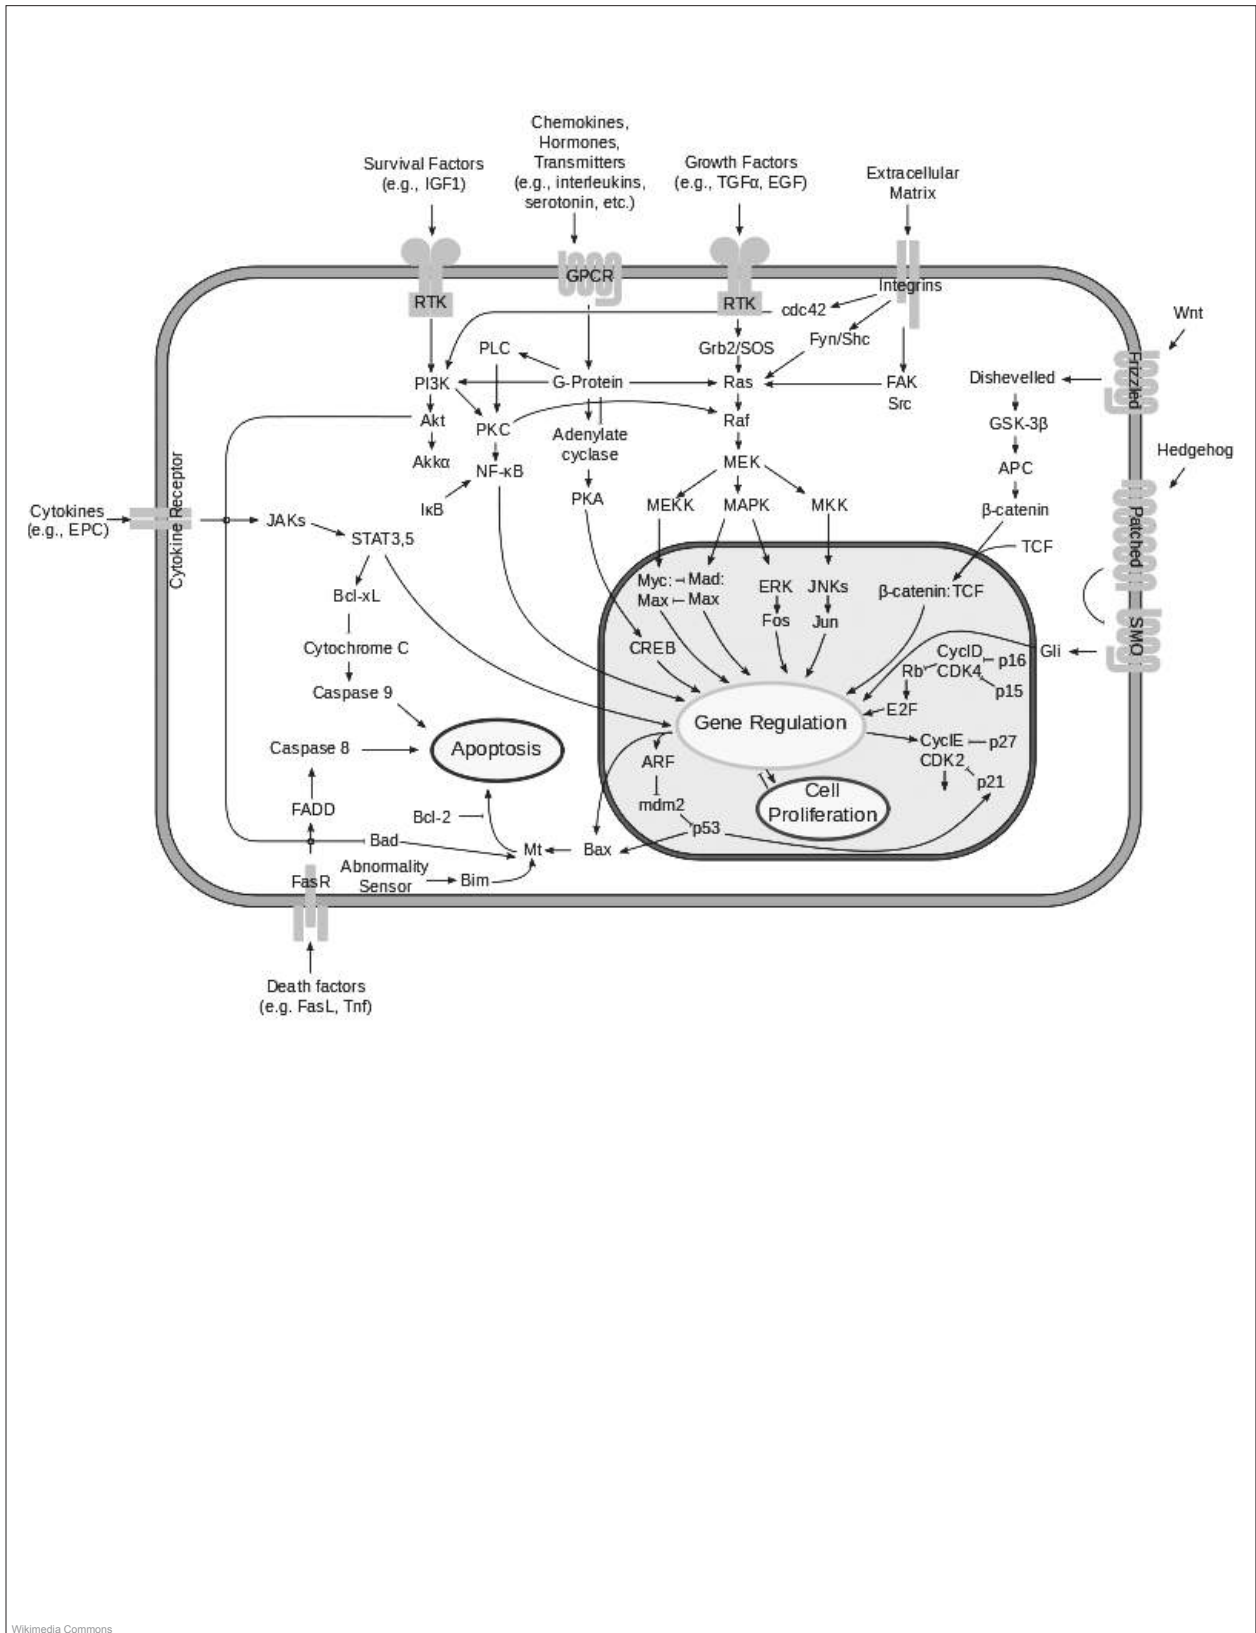 Chemokines,
Hormones,
Transmitters
(e.g., interleukins,
serotonin, etc.)
Survival Factors
(e.g., IGF1)
Growth Factors
(e.g., TGFα, EGF)
Extracellular
Matrix
GPCR
RTK
RTK
Integrins
cdc42
Fyn/Shc
Wnt
PLC
Grb2/SOS
Frizzled
Dishevelled
PI3K
G-Protein
Ras
FAK
Src
Akt
PKC
Adenylate
cyclase
Raf
GSK-3β
Hedgehog
Akkα
NF-κB
MEK
APC
PKA
MEKK
MAPK
MKK
IκB
β-catenin
Cytokines
(e.g., EPC)
Cytokine Receptor
JAKs
STAT3,5
TCF
Patched
Bcl-xL
Myc:
Mad:
Max
Max
ERK
JNKs
β-catenin:TCF
Fos
Jun
Cytochrome C
CREB
CyclD
CDK4
p16
Gli
SMO
Rb
p15
Caspase 9
E2F
Gene Regulation
Caspase 8
Apoptosis
ARF
CyclE
CDK2
p27
p21
FADD
Bcl-2
mdm2
Cell
Proliferation
p53
Bad
Mt
Bax
Abnormality
Sensor
Bim
FasR
Death factors
(e.g. FasL, Tnf)
Wikimedia Commons